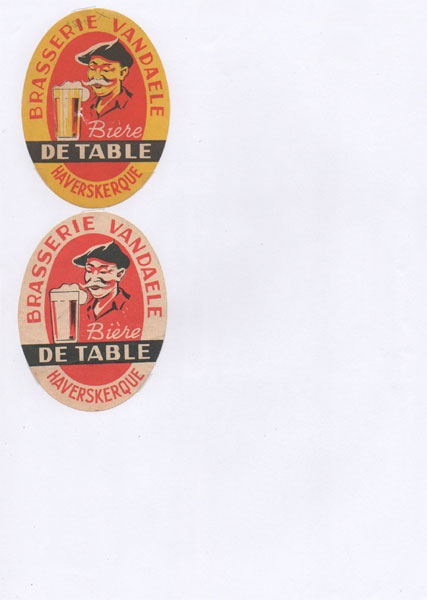 BRASSERIE VANDAELE
Bière
DE TABLE
HAVERSKERQUE
BRASSERIE VANDAELE
Bière
DE TABLE
HAVERSKERQUE